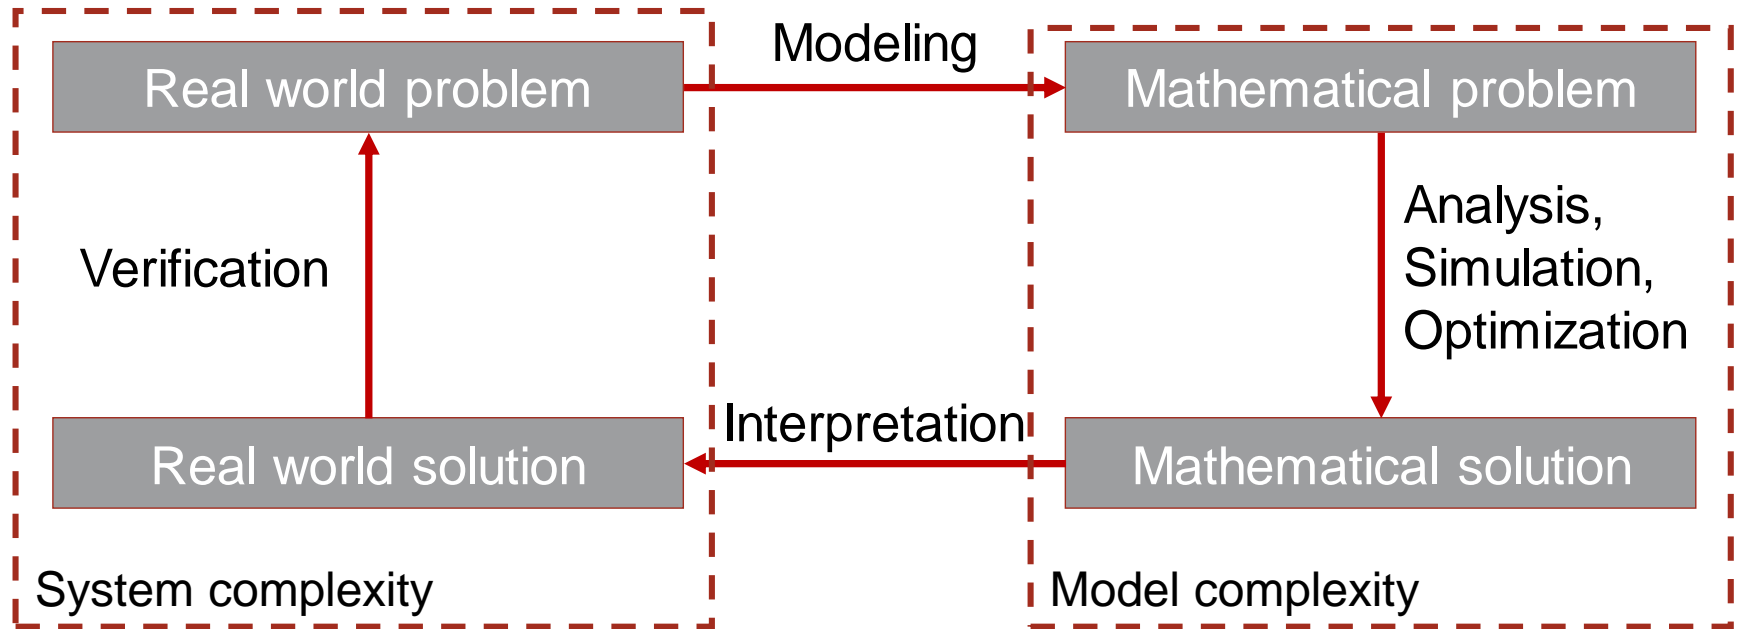 Real world problem
Modeling
Mathematical problem
Verification
Analysis,
Simulation,
Optimization
Real world solution
Interpretation
Mathematical solution
System complexity
Model complexity